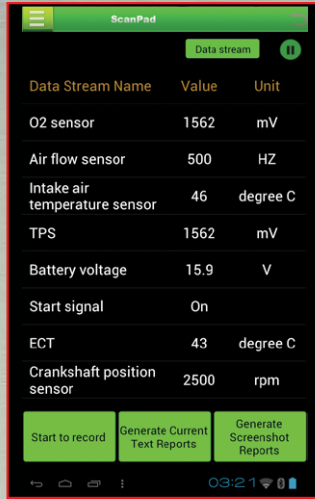 ScanPad
Data stream
Data Stream Name Value Unit
O2 sensor 1562 mV
Air flow sensor 500 HZ
Intake air
temperature sensor 46 degree C
TPS 1562 mV
Battery voltage 15.9 V
Start signal On
ECT 43 degree C
Crankshaft position
sensor 2500 rpm
Start to record
Generate Current
Text Reports
Generate
Screenshot
Reports
03:21